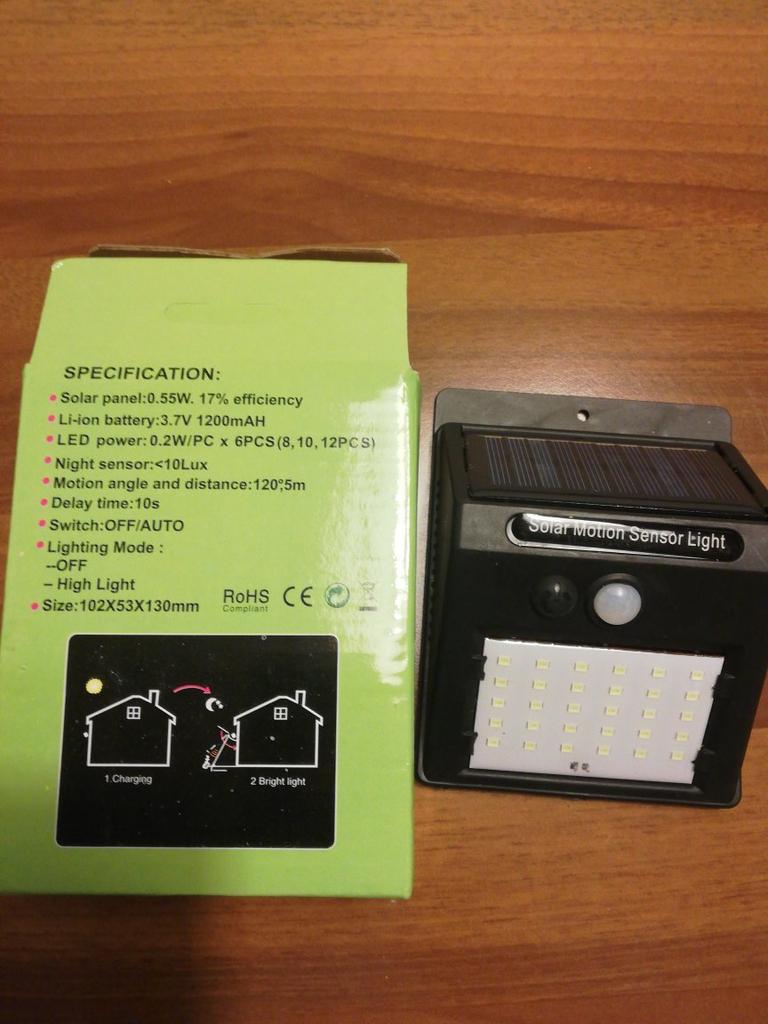 SPECIFICATION:
Solar panel:0.55W. 17% efficiency
Li-ion battery:3.7V 1200mAH
LED power:0.2W/PC x 6PCS(8,10,12PCS)
Night sensor:<10Lux
Motion angle and distance:120°,5m
Delay time:10s
Switch:OFF/AUTO
Lighting Mode :
--OFF
– High Light
Size:102X53X130mm
RoHS
Compliant
CE
1.Charging
2 Bright light
Solar Motion Sensor Light